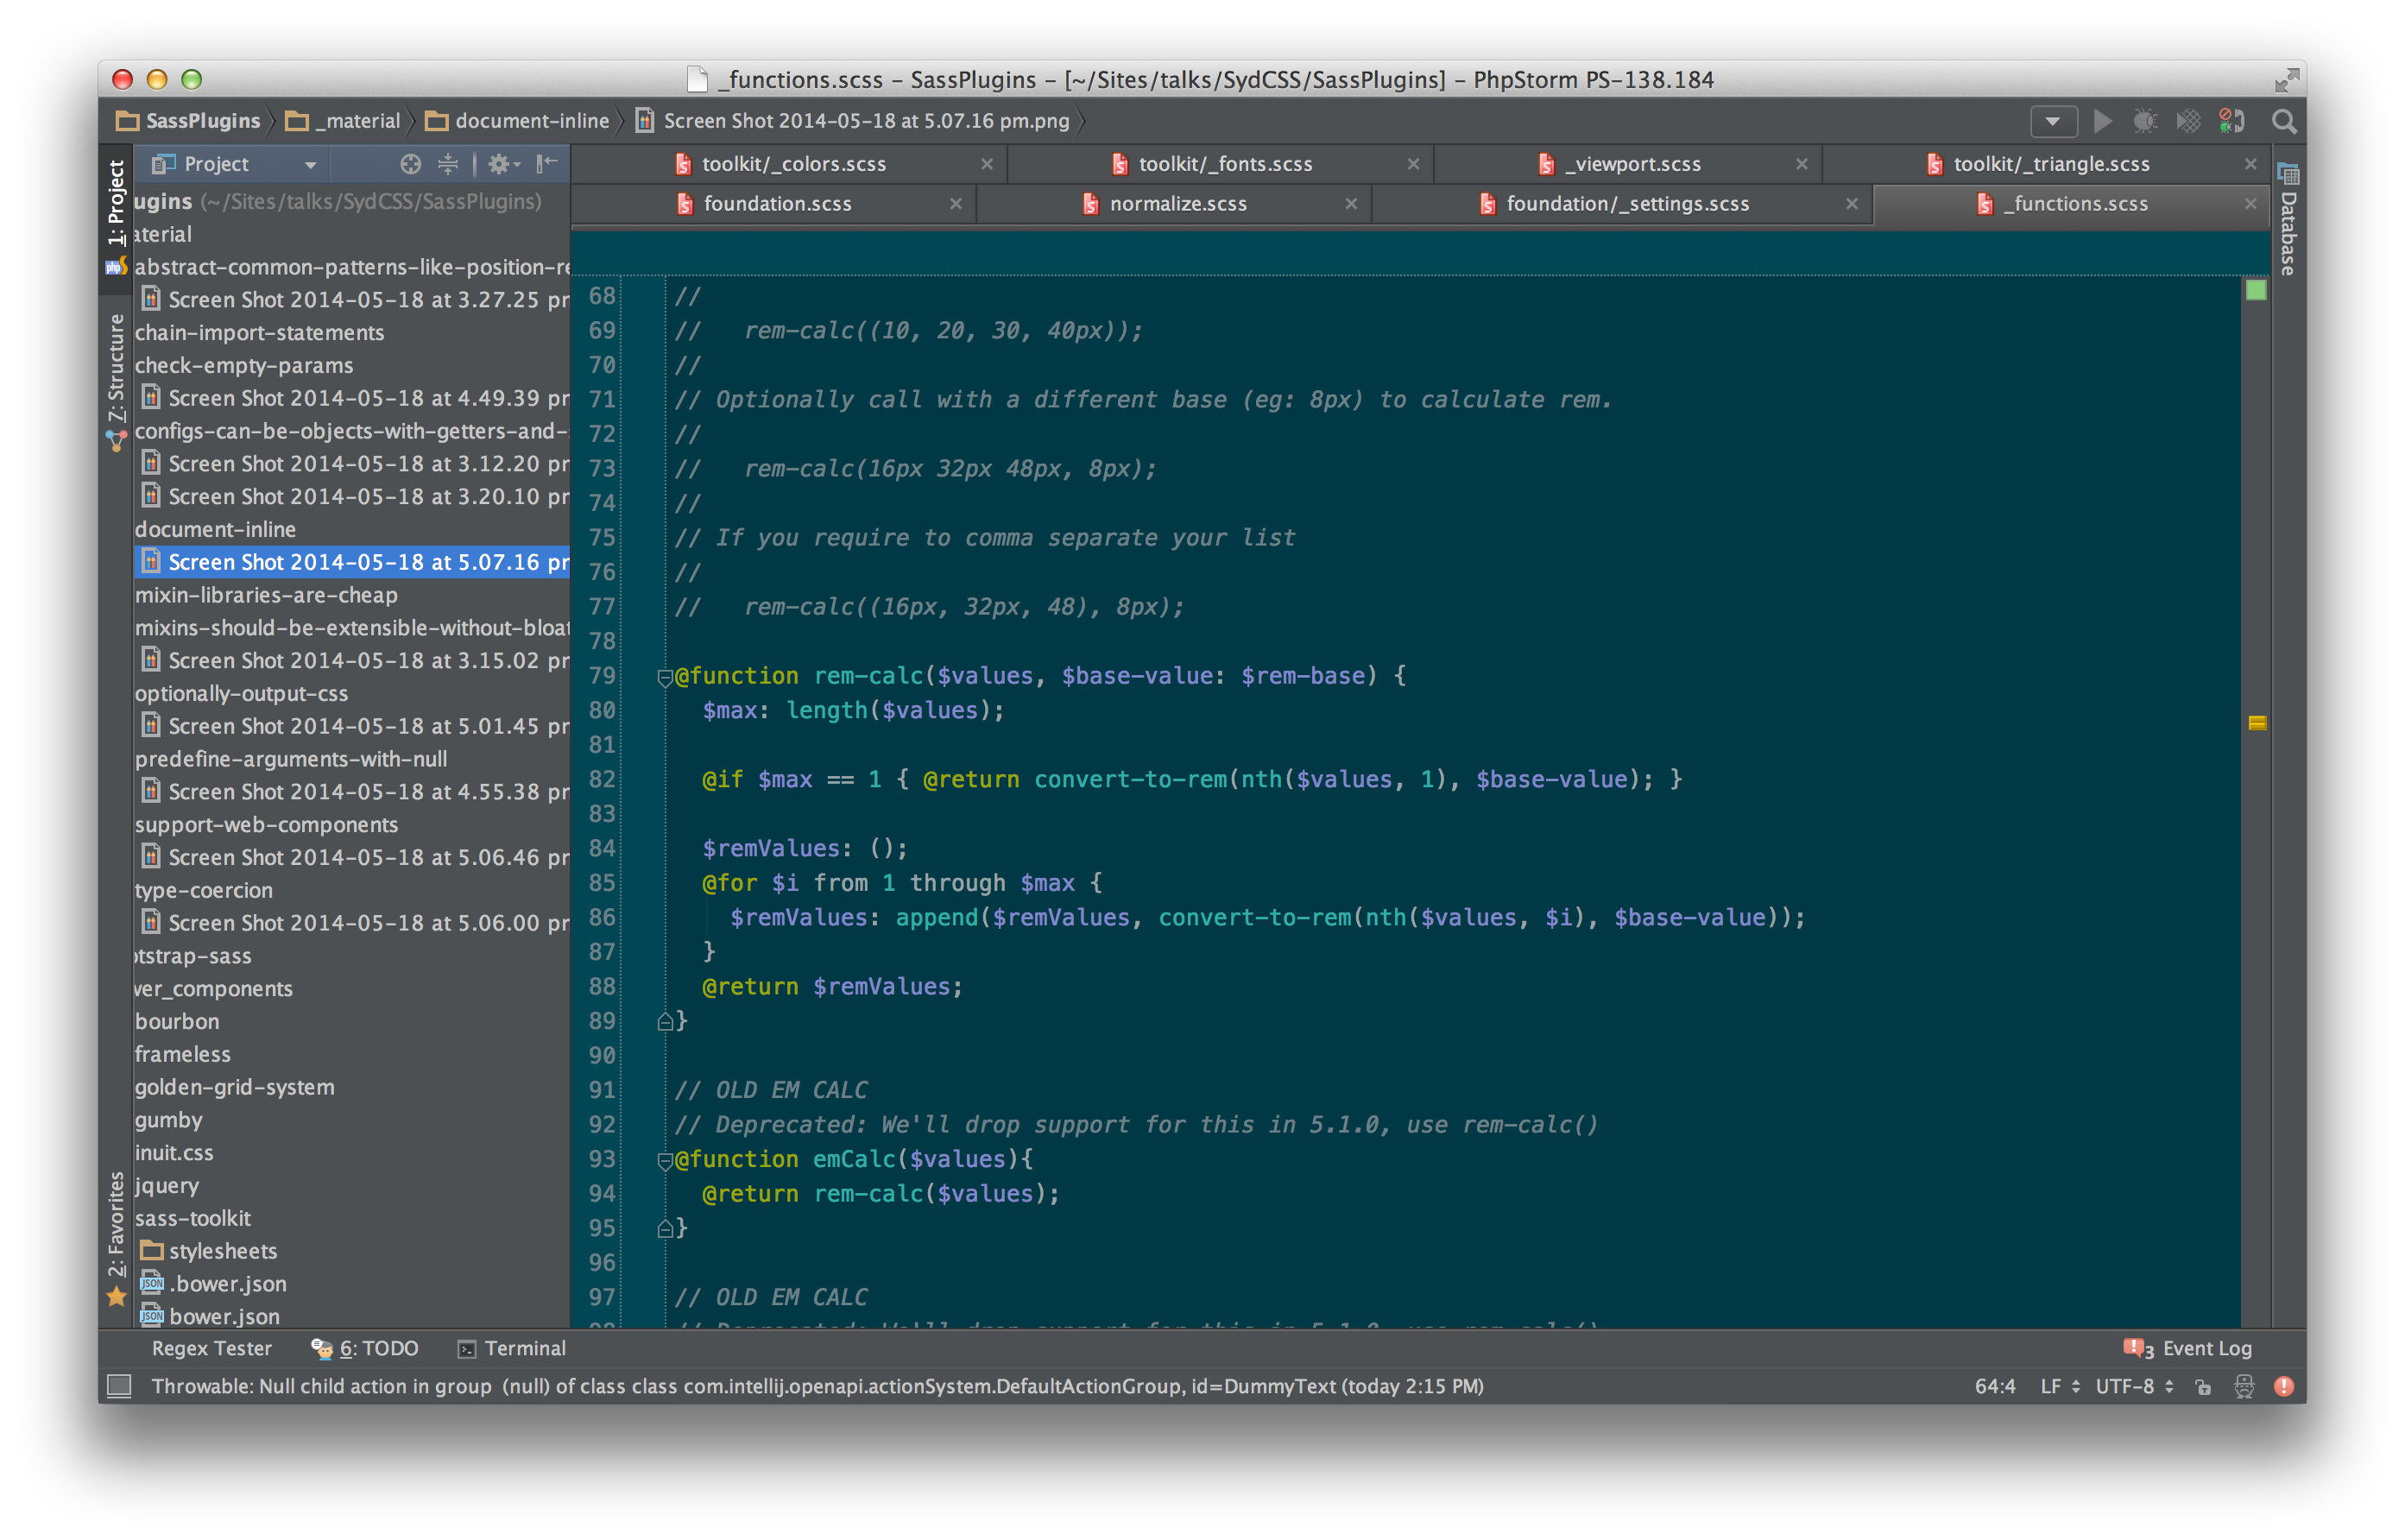 _functions.scss – SassPlugins – [~/Sites/talks/SydCSS/SassPlugins] – PhpStorm PS-138.184
SassPlugins _material document-inline Screen Shot 2014-05-18 at 5.07.16 pm.png
1: Project
Z: Structure
2: Favorites
Project
ugins (~/Sites/talks/SydCSS/SassPlugins)
aterial
abstract-common-patterns-like-position-re
Screen Shot 2014-05-18 at 3.27.25 pr
chain-import-statements
check-empty-params
Screen Shot 2014-05-18 at 4.49.39 pr
configs-can-be-objects-with-getters-and-
Screen Shot 2014-05-18 at 3.12.20 pr
Screen Shot 2014-05-18 at 3.20.10 pr
document-inline
Screen Shot 2014-05-18 at 5.07.16 pr
mixin-libraries-are-cheap
mixins-should-be-extensible-without-bloat
Screen Shot 2014-05-18 at 3.15.02 pr
optionally-output-css
Screen Shot 2014-05-18 at 5.01.45 pr
predefine-arguments-with-null
Screen Shot 2014-05-18 at 4.55.38 pr
support-web-components
Screen Shot 2014-05-18 at 5.06.46 pr
type-coercion
Screen Shot 2014-05-18 at 5.06.00 pr
otstrap-sass
ver_components
bourbon
frameless
golden-grid-system
gumby
inuit.css
jquery
sass-toolkit
stylesheets
.bower.json
bower.json
toolkit/_colors.scss toolkit/_fonts.scss _viewport.scss toolkit/_triangle.scss
foundation.scss normalize.scss foundation/_settings.scss _functions.scss
Database
68 //
69 //   rem-calc((10, 20, 30, 40px));
70 //
71 // Optionally call with a different base (eg: 8px) to calculate rem.
72 //
73 //   rem-calc(16px 32px 48px, 8px);
74 //
75 // If you require to comma separate your list
76 //
77 //   rem-calc((16px, 32px, 48), 8px);
78
79 @function rem-calc($values, $base-value: $rem-base) {
80   $max: length($values);
81
82   @if $max == 1 { @return convert-to-rem(nth($values, 1), $base-value); }
83
84   $remValues: ();
85   @for $i from 1 through $max {
86     $remValues: append($remValues, convert-to-rem(nth($values, $i), $base-value));
87   }
88   @return $remValues;
89 }
90
91 // OLD EM CALC
92 // Deprecated: We'll drop support for this in 5.1.0, use rem-calc()
93 @function emCalc($values){
94   @return rem-calc($values);
95 }
96
97 // OLD EM CALC
98 // Deprecated: We'll drop support for this in 5.1.0, use rem-calc()
Regex Tester 6: TODO Terminal 3 Event Log
Throwable: Null child action in group (null) of class class com.intellij.openapi.actionSystem.DefaultActionGroup, id=DummyText (today 2:15 PM) 64:4 LF UTF-8